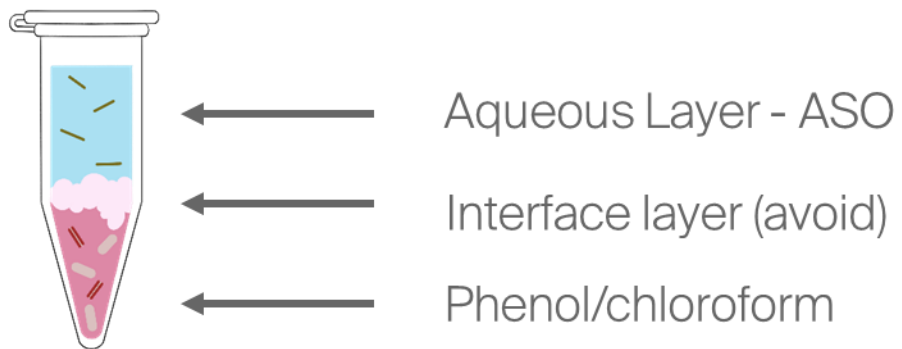 Aqueous Layer - ASO
Interface layer (avoid)
Phenol/chloroform